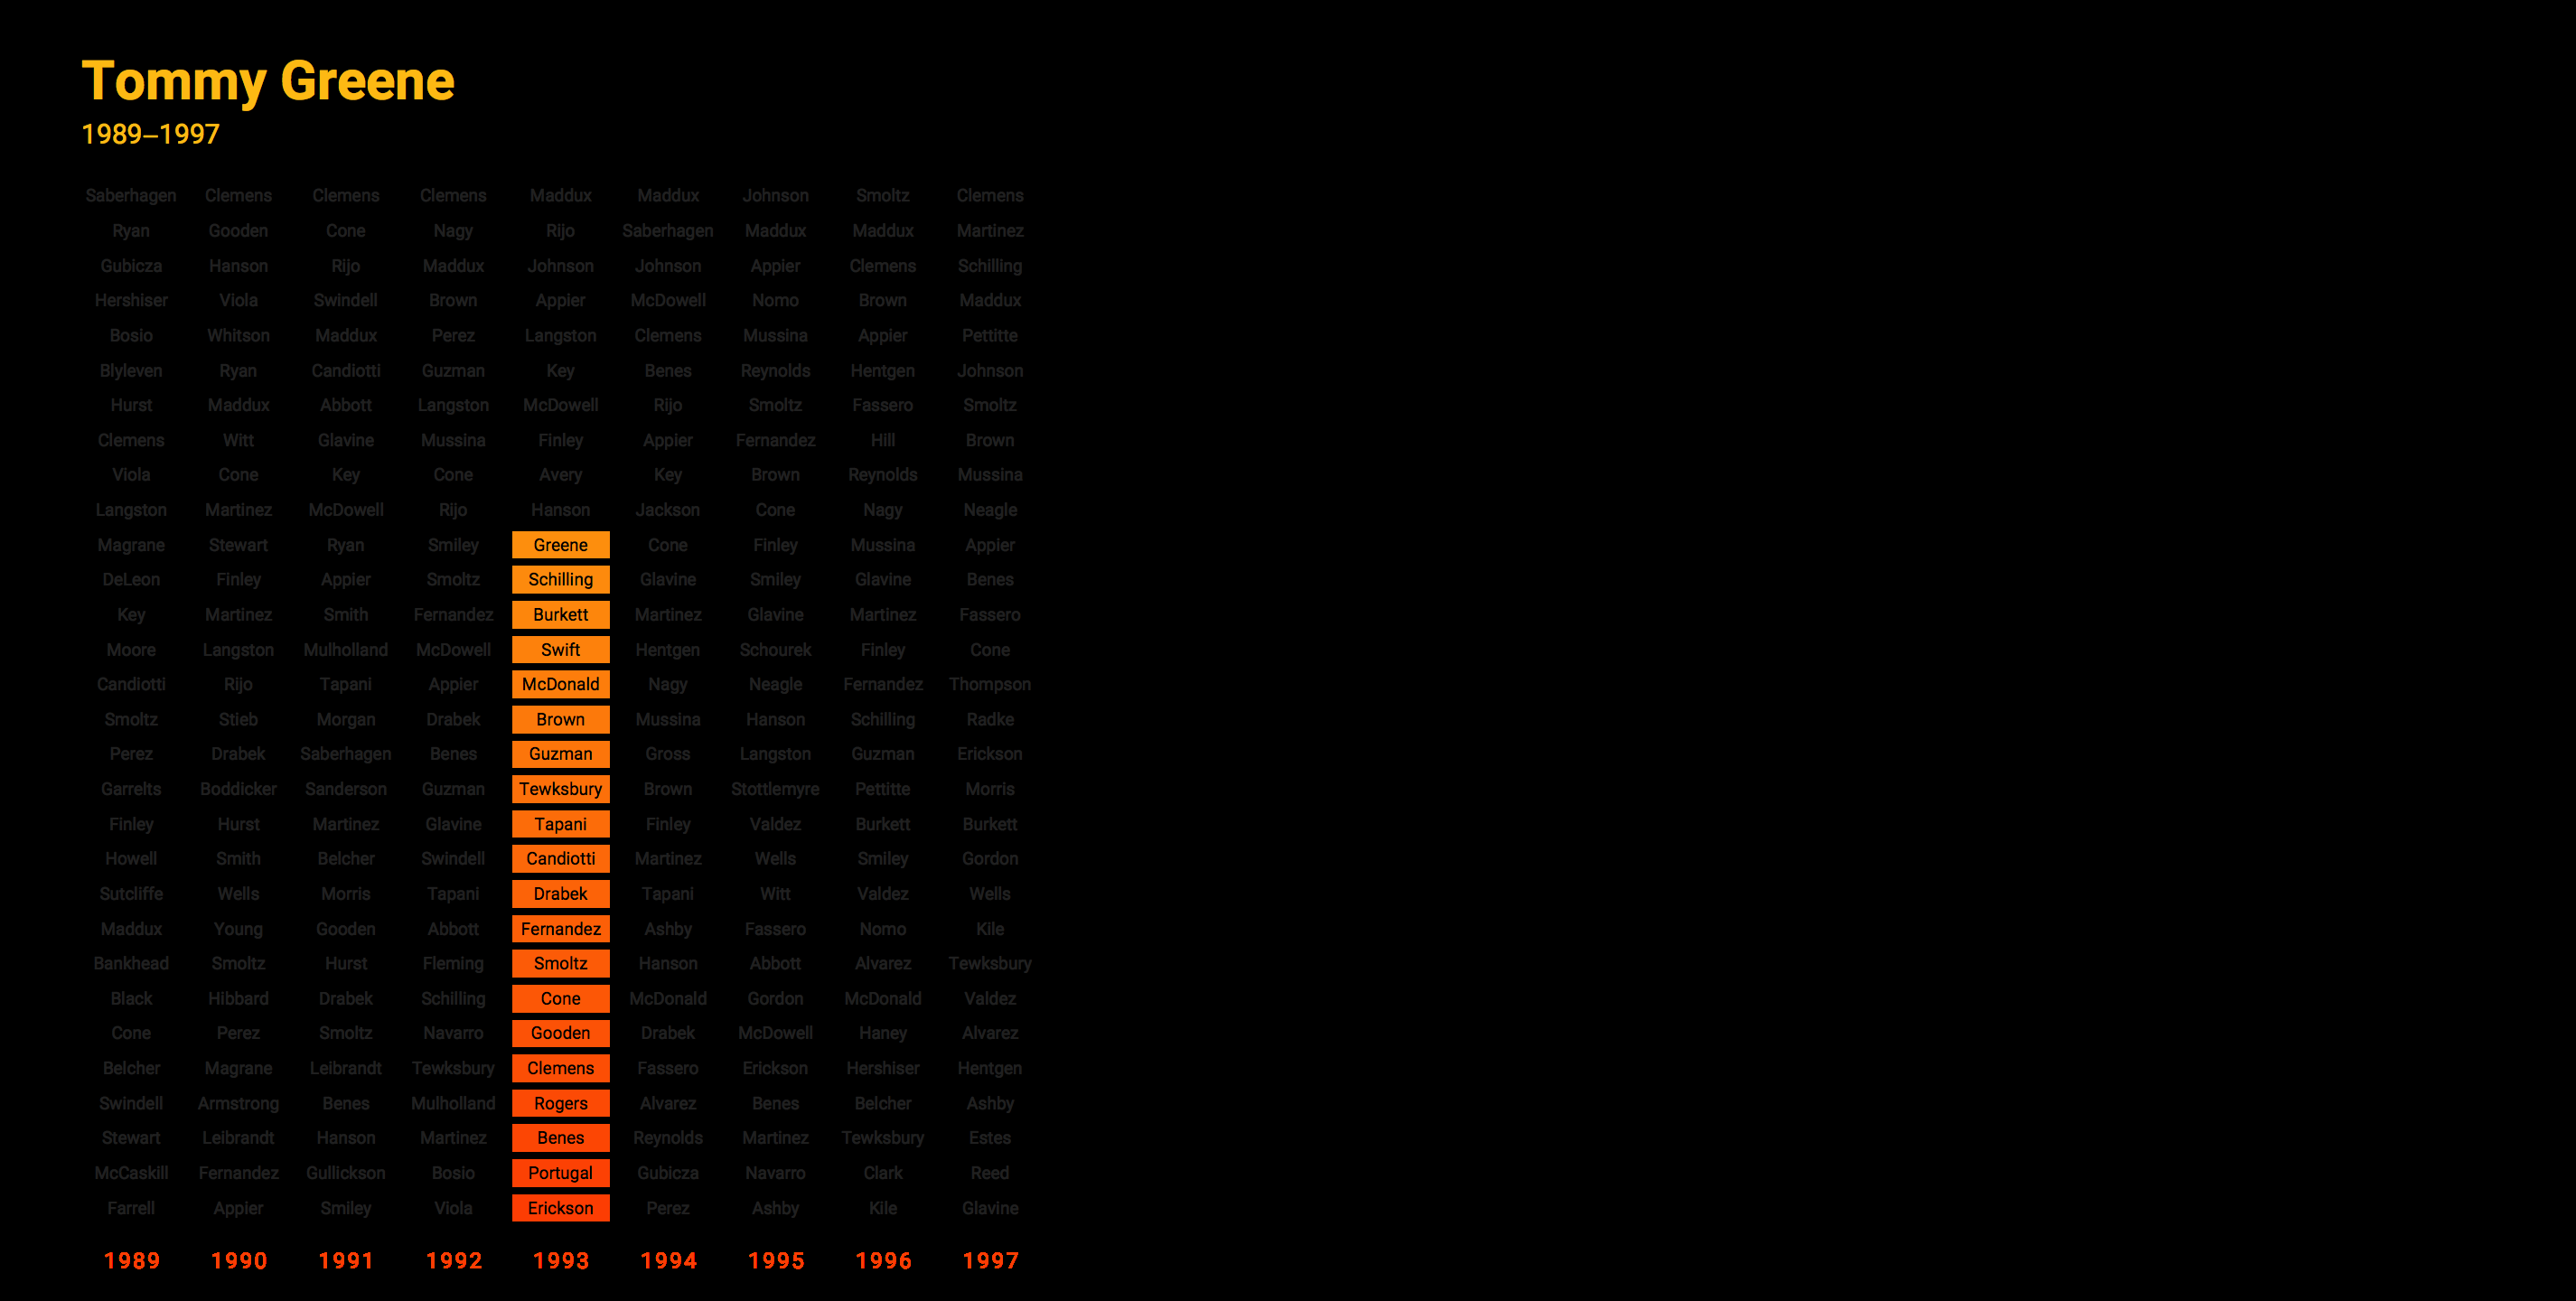 Tommy Greene
1989–1997
Saberhagen Clemens Clemens Clemens Maddux Maddux Johnson Smoltz Clemens
Ryan Gooden Cone Nagy Rijo Saberhagen Maddux Maddux Martinez
Gubicza Hanson Rijo Maddux Johnson Johnson Appier Clemens Schilling
Hershiser Viola Swindell Brown Appier McDowell Nomo Brown Maddux
Bosio Whitson Maddux Perez Langston Clemens Mussina Appier Pettitte
Blyleven Ryan Candiotti Guzman Key Benes Reynolds Hentgen Johnson
Hurst Maddux Abbott Langston McDowell Rijo Smoltz Fassero Smoltz
Clemens Witt Glavine Mussina Finley Appier Fernandez Hill Brown
Viola Cone Key Cone Avery Key Brown Reynolds Mussina
Langston Martinez McDowell Rijo Hanson Jackson Cone Nagy Neagle
Magrane Stewart Ryan Smiley Greene Cone Finley Mussina Appier
DeLeon Finley Appier Smoltz Schilling Glavine Smiley Glavine Benes
Key Martinez Smith Fernandez Burkett Martinez Glavine Martinez Fassero
Moore Langston Mulholland McDowell Swift Hentgen Schourek Finley Cone
Candiotti Rijo Tapani Appier McDonald Nagy Neagle Fernandez Thompson
Smoltz Stieb Morgan Drabek Brown Mussina Hanson Schilling Radke
Perez Drabek Saberhagen Benes Guzman Gross Langston Guzman Erickson
Garrelts Boddicker Sanderson Guzman Tewksbury Brown Stottlemyre Pettitte Morris
Finley Hurst Martinez Glavine Tapani Finley Valdez Burkett Burkett
Howell Smith Belcher Swindell Candiotti Martinez Wells Smiley Gordon
Sutcliffe Wells Morris Tapani Drabek Tapani Witt Valdez Wells
Maddux Young Gooden Abbott Fernandez Ashby Fassero Nomo Kile
Bankhead Smoltz Hurst Fleming Smoltz Hanson Abbott Alvarez Tewksbury
Black Hibbard Drabek Schilling Cone McDonald Gordon McDonald Valdez
Cone Perez Smoltz Navarro Gooden Drabek McDowell Haney Alvarez
Belcher Magrane Leibrandt Tewksbury Clemens Fassero Erickson Hershiser Hentgen
Swindell Armstrong Benes Mulholland Rogers Alvarez Benes Belcher Ashby
Stewart Leibrandt Hanson Martinez Benes Reynolds Martinez Tewksbury Estes
McCaskill Fernandez Gullickson Bosio Portugal Gubicza Navarro Clark Reed
Farrell Appier Smiley Viola Erickson Perez Ashby Kile Glavine
1989 1990 1991 1992 1993 1994 1995 1996 1997